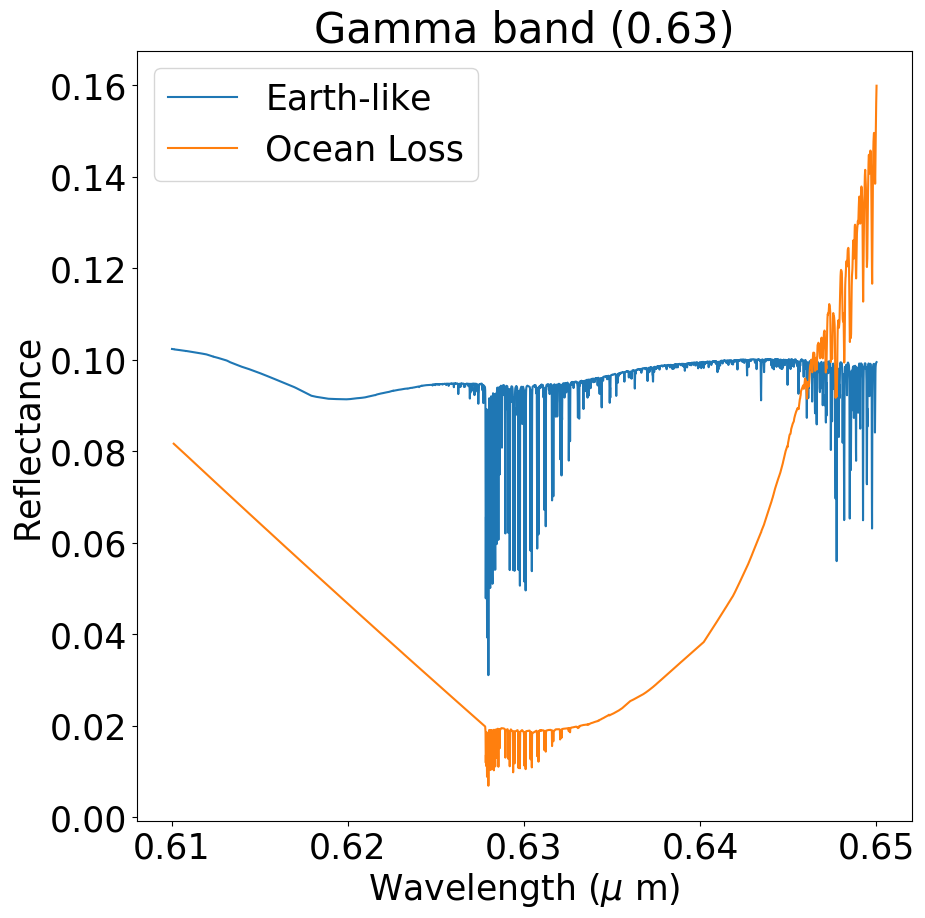 Gamma band (0.63)
Earth-like
Ocean Loss
Reflectance
0.16
0.14
0.12
0.10
0.08
0.06
0.04
0.02
0.00
0.61 0.62 0.63 0.64 0.65
Wavelength (μ m)